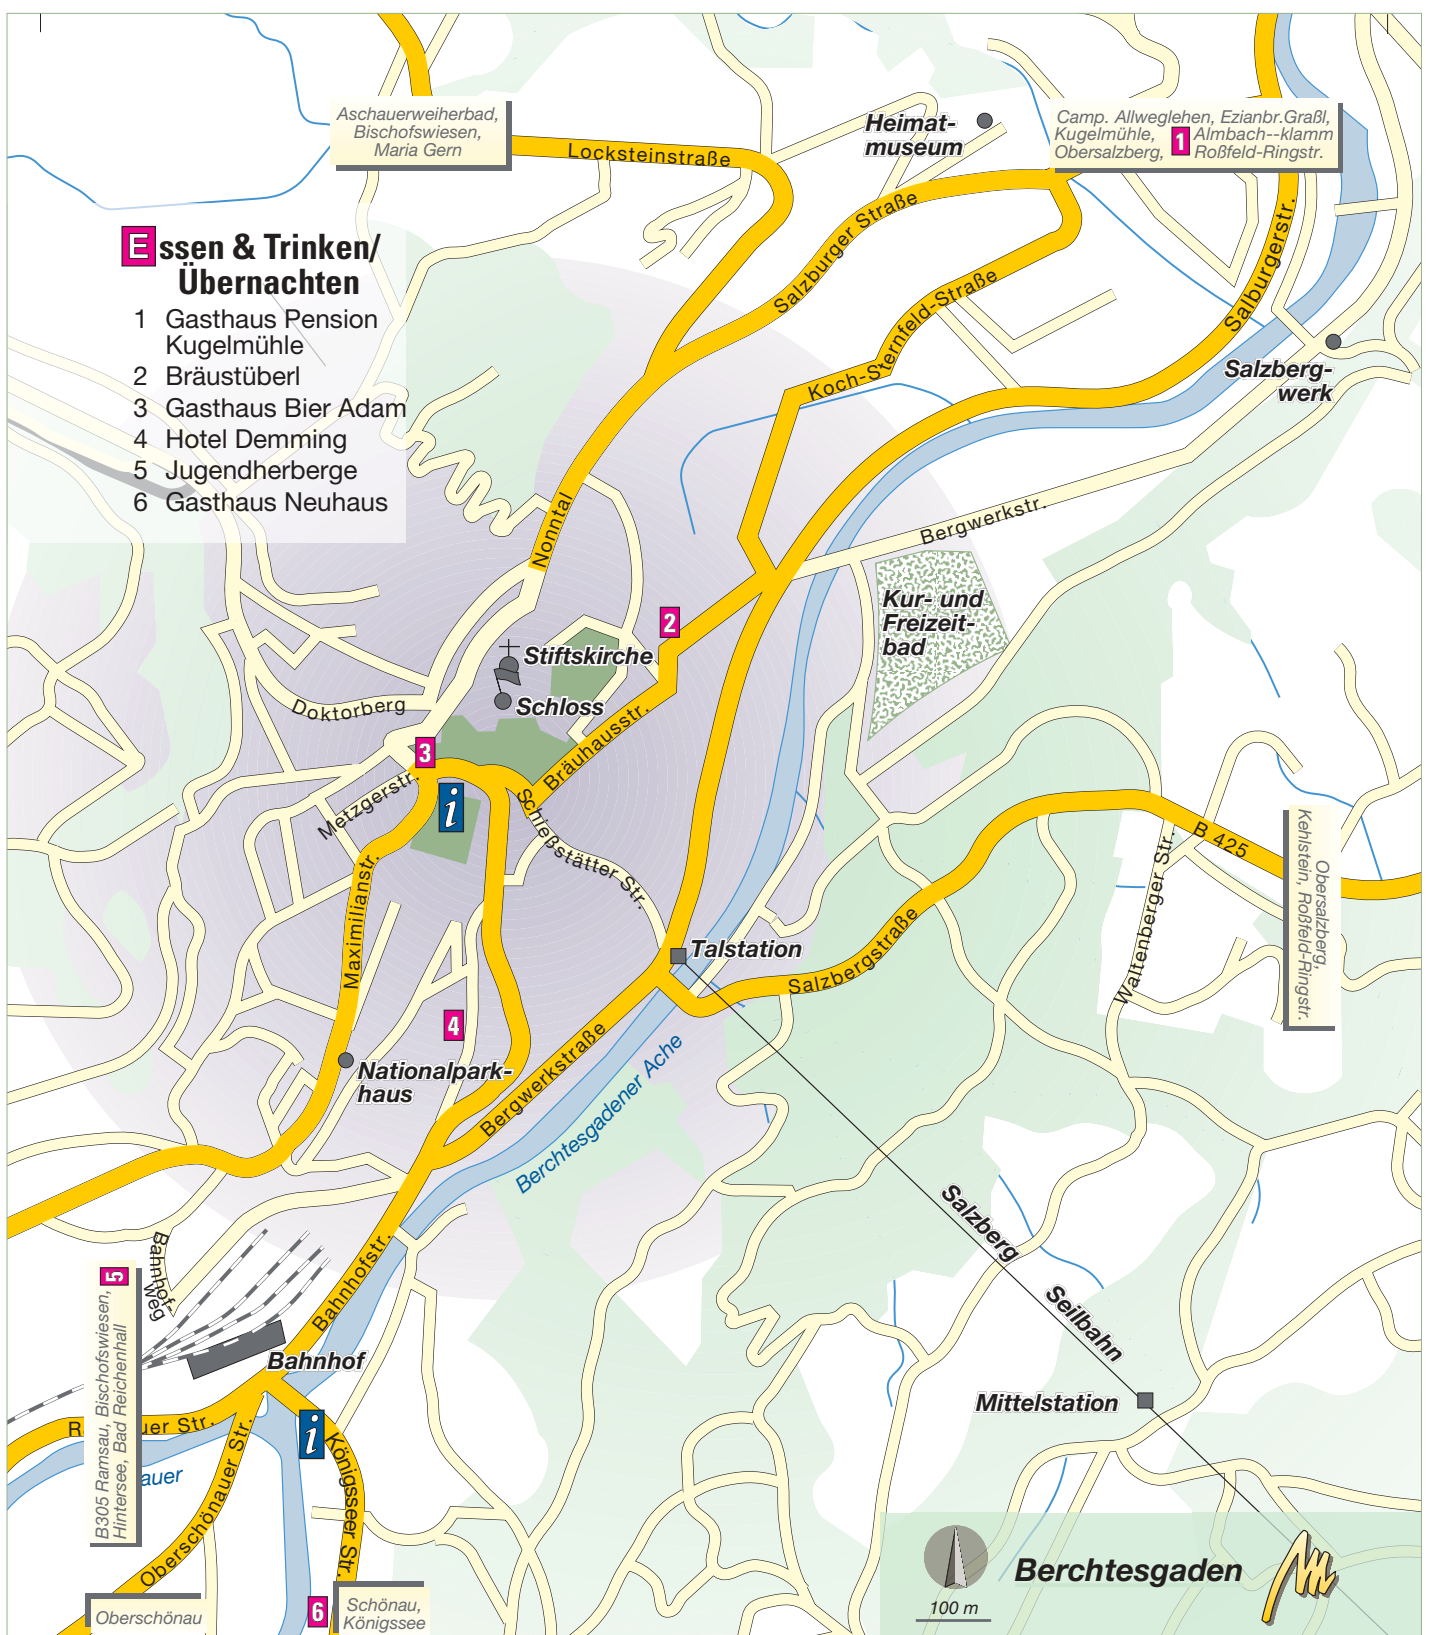 Aschauerweiherbad,
Bischofswiesen,
Maria Gern
Locksteinstraße
Heimat-
museum
Camp. Allweglehen, Ezianbr.Graßl,
Kugelmühle, 1 Almbach--klamm
Obersalzberg, Roßfeld-Ringstr.
Essen & Trinken/
Übernachten
1 Gasthaus Pension
Kugelmühle
2 Bräustüberl
3 Gasthaus Bier Adam
4 Hotel Demming
5 Jugendherberge
6 Gasthaus Neuhaus
Salzburger Straße
Koch-Sternfeld-Straße
Salburgerstr.
Salzberg-
werk
Nonntal
Bergwerkstr.
Kur- und
Freizeit-
bad
2
Stiftskirche
Schloss
Doktorberg
Bräuhausstr.
3
Metzgerstr.
i
Schießstätter Str.
Maximilianstr.
B 425
Waltenberger Str.
Obersalzberg,
Kehlstein, Roßfeld-Ringstr.
Talstation
Salzbergstraße
4
Nationalpark-
haus
Bergwerkstraße
Berchtesgadener Ache
Salzberg
Seilbahn
Mittelstation
Bahnhof-
weg
Bahnhofstr.
5
B305 Ramsau, Bischofswiesen,
Hintersee, Bad Reichenhall
Bahnhof
R
uer Str.
auer
i
Königsseer Str.
Oberschönauer Str.
Oberschönau
6
Schönau,
Königssee
100 m
Berchtesgaden